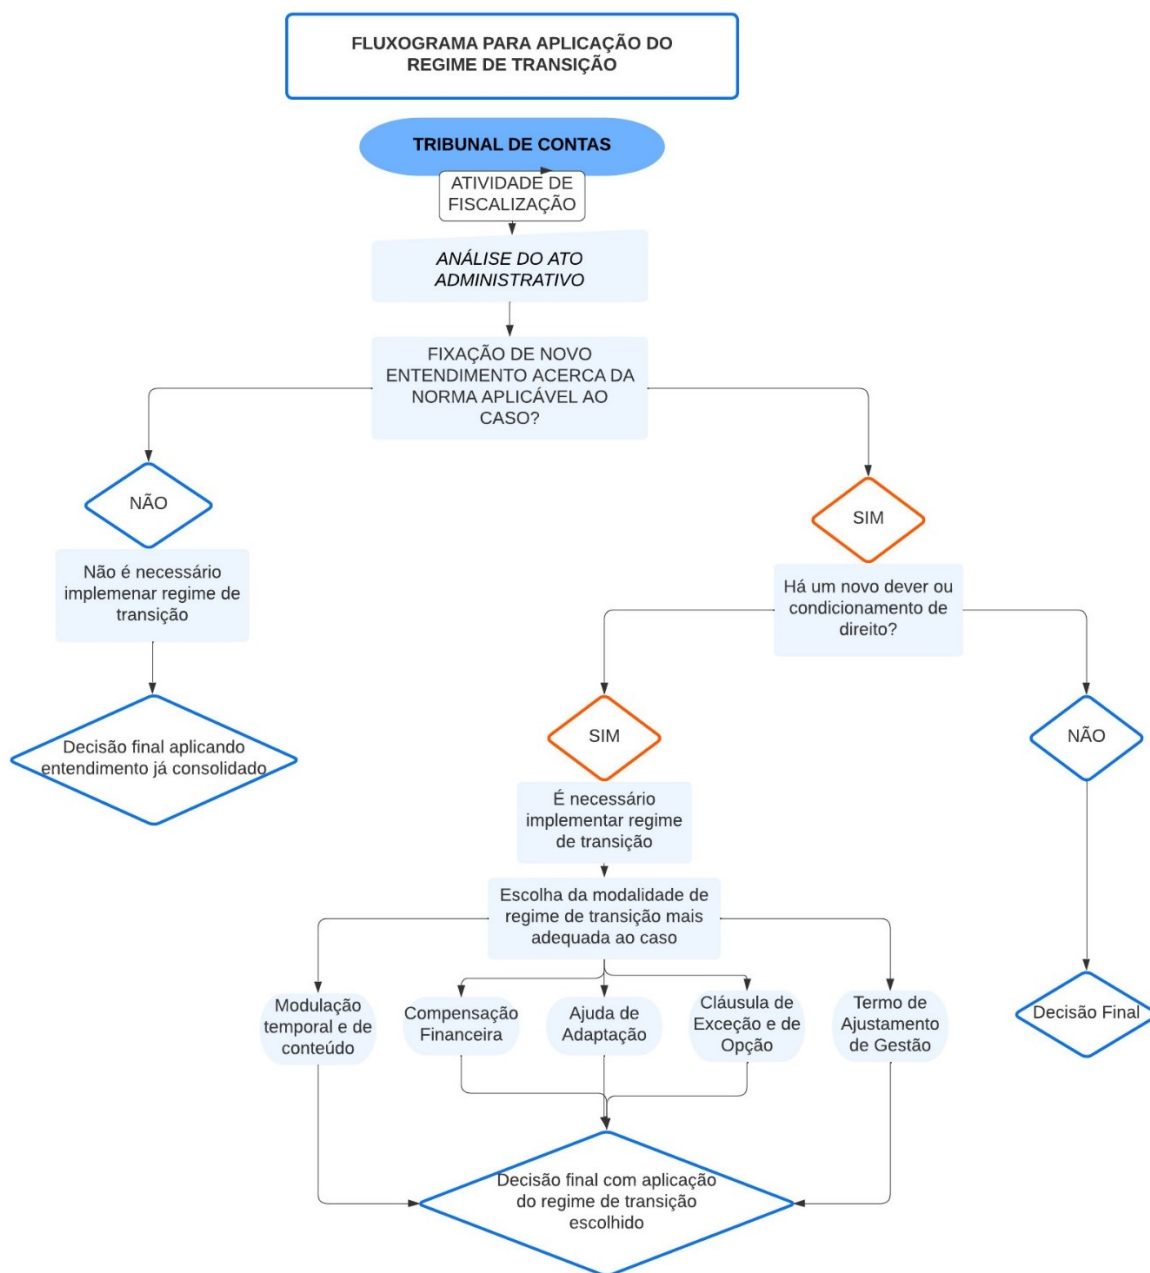 FLUXOGRAMA PARA APLICAÇÃO DO
REGIME DE TRANSIÇÃO
TRIBUNAL DE CONTAS
ATIVIDADE DE
FISCALIZAÇÃO
ANÁLISE DO ATO
ADMINISTRATIVO
FIXAÇÃO DE NOVO
ENTENDIMENTO ACERCA DA
NORMA APLICÁVEL AO
CASO?
NÃO
Não é necessário
implemenar regime de
transição
Decisão final aplicando
entendimento já consolidado
SIM
Há um novo dever ou
condicionamento de
direito?
SIM
É necessário
implementar regime
de transição
Escolha da modalidade de
regime de transição mais
adequada ao caso
Modulação
temporal e de
conteúdo
Compensação
Financeira
Ajuda de
Adaptação
Cláusula de
Exceção e de
Opção
Termo de
Ajustamento
de Gestão
Decisão final com aplicação
do regime de transição
escolhido
NÃO
Decisão Final